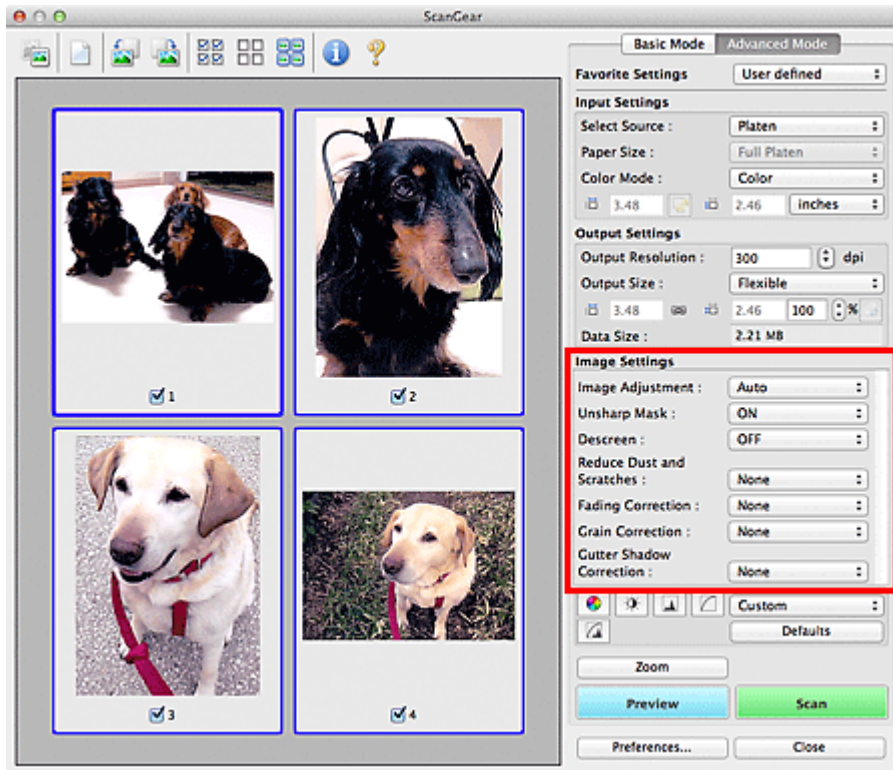 ScanGear
Basic Mode Advanced Mode
Favorite Settings User defined
Input Settings
Select Source : Platen
Paper Size : Full Platen
Color Mode : Color
3.48 2.46 inches
Output Settings
Output Resolution : 300 dpi
Output Size : Flexible
3.48 2.46 100 %
Data Size : 2.21 MB
Image Settings
Image Adjustment : Auto
Unsharp Mask : ON
Descreen : OFF
Reduce Dust and
Scratches : None
Fading Correction : None
Grain Correction : None
Gutter Shadow
Correction : None
Custom
Defaults
Zoom
Preview Scan
Preferences... Close
1
2
3
4